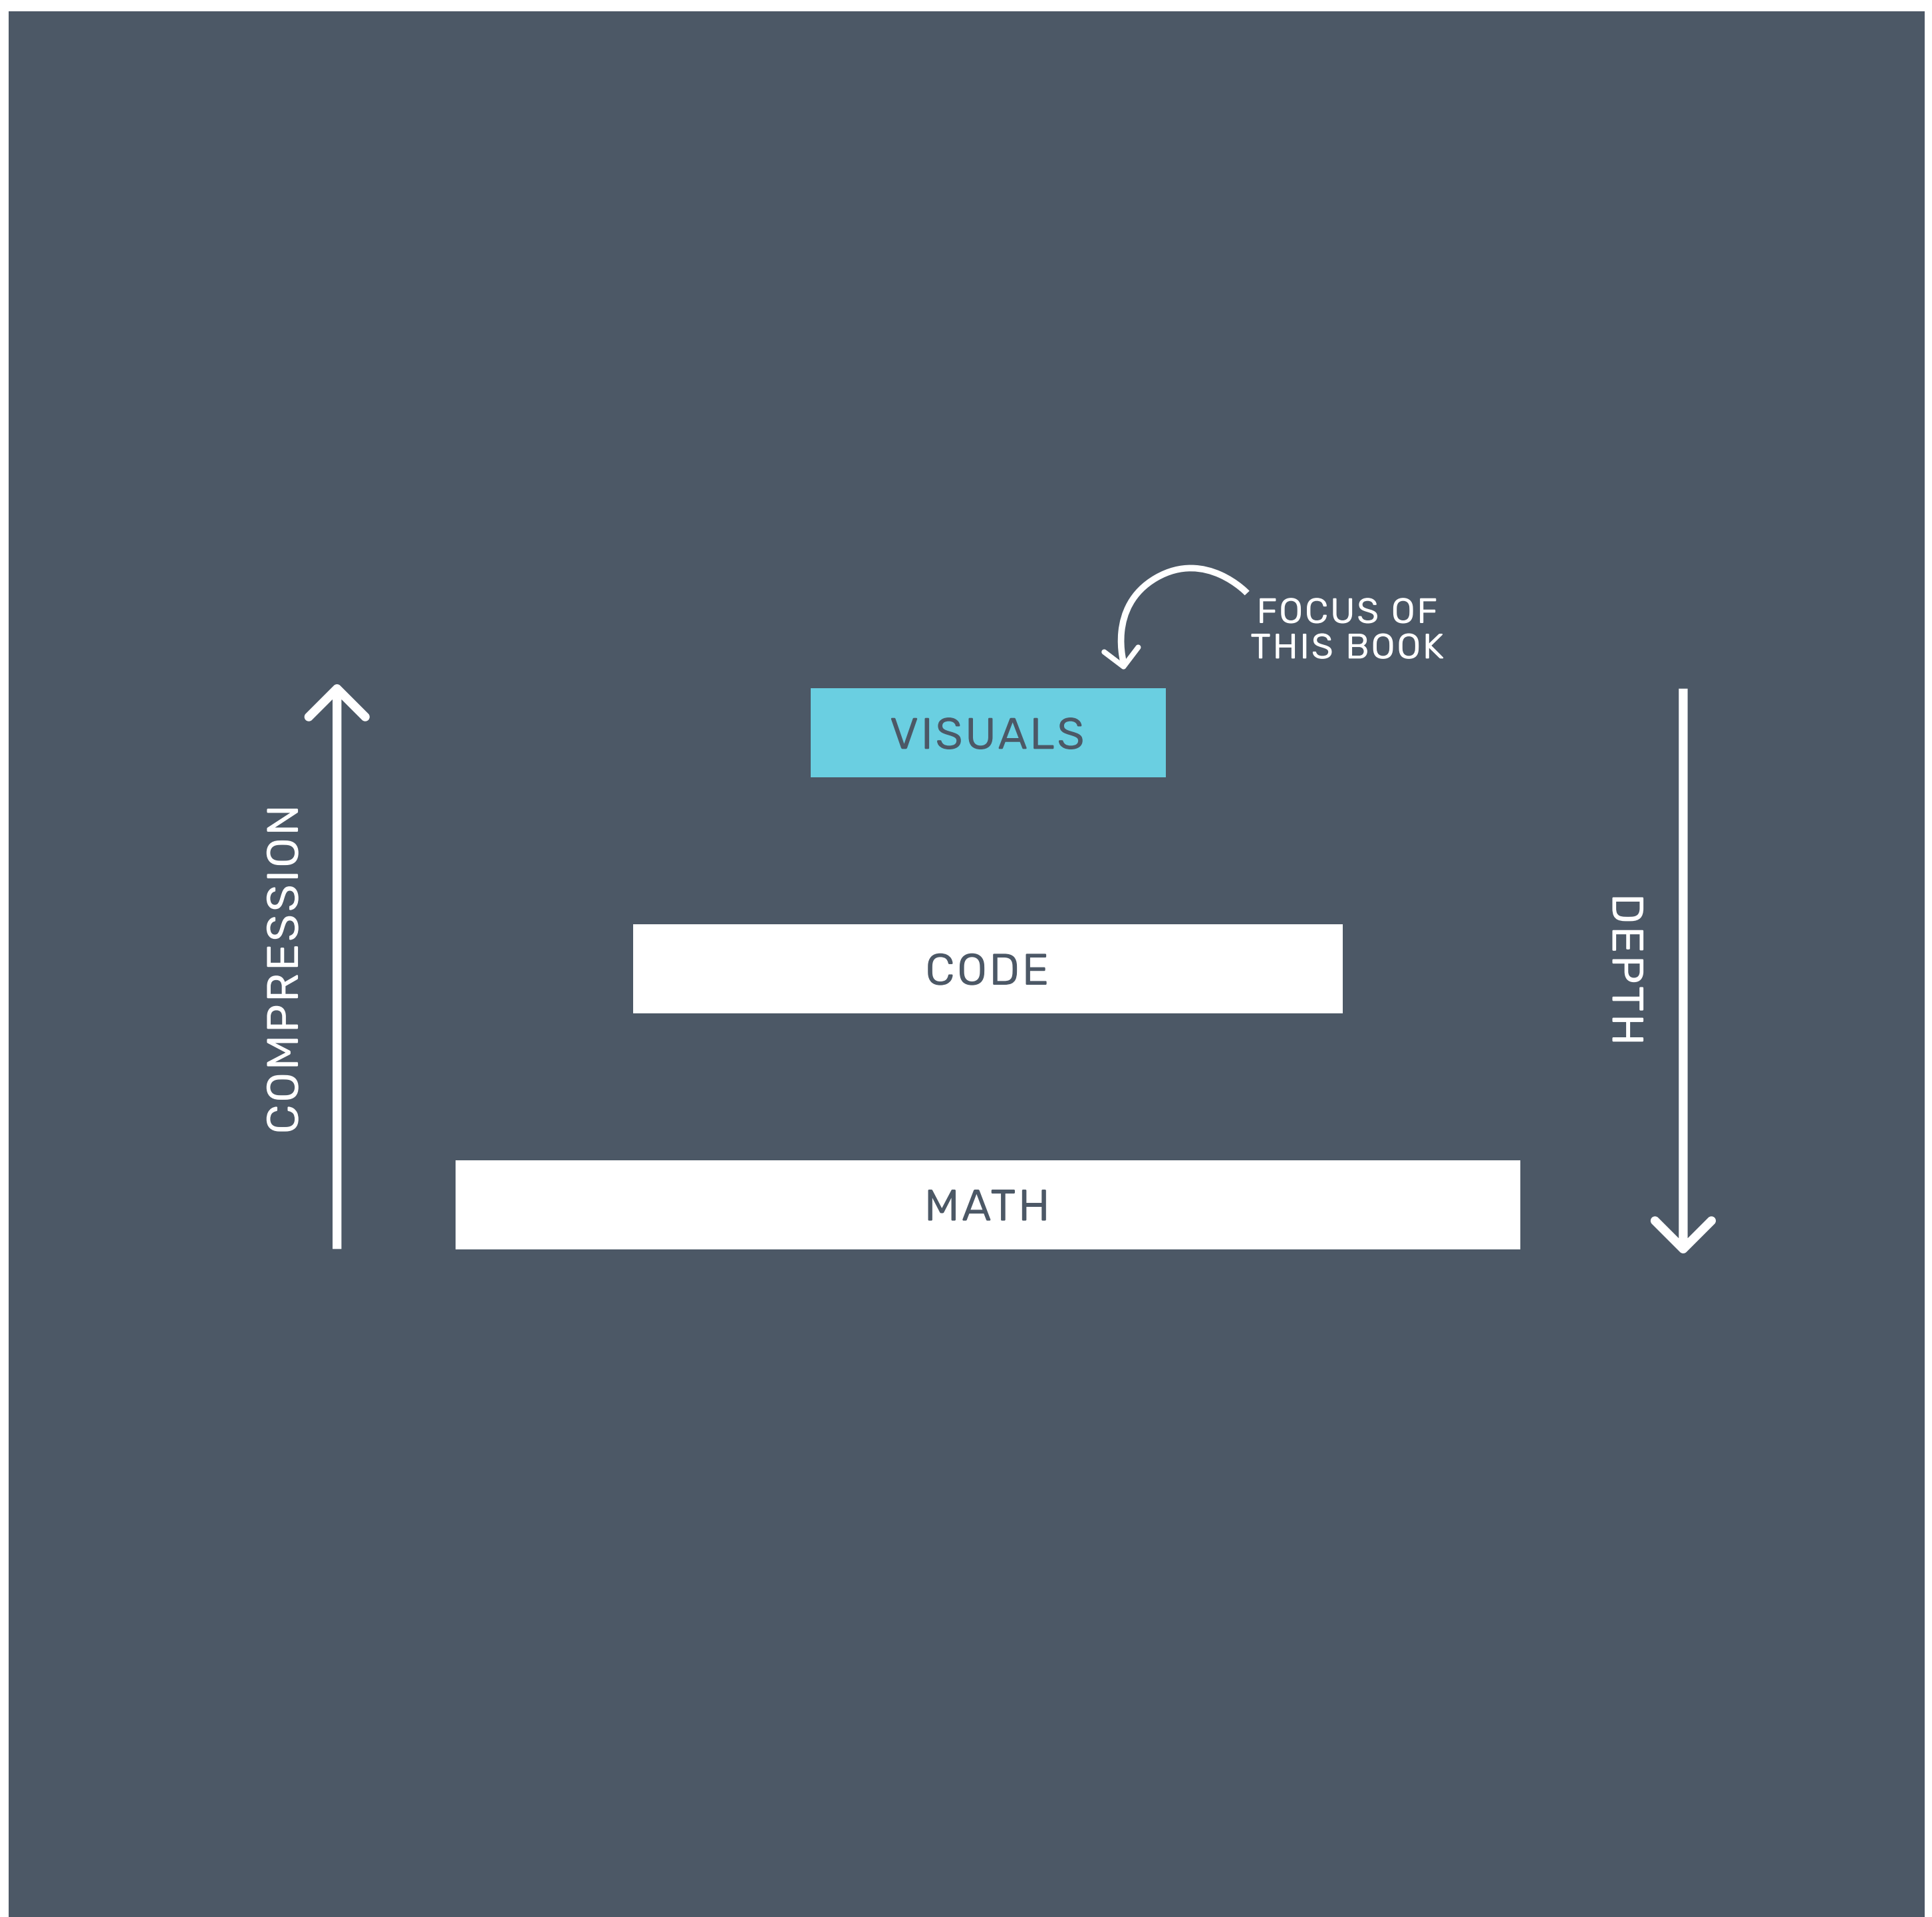 FOCUS OF
THIS BOOK
VISUALS
COMPRESSION
CODE
DEPTH
MATH